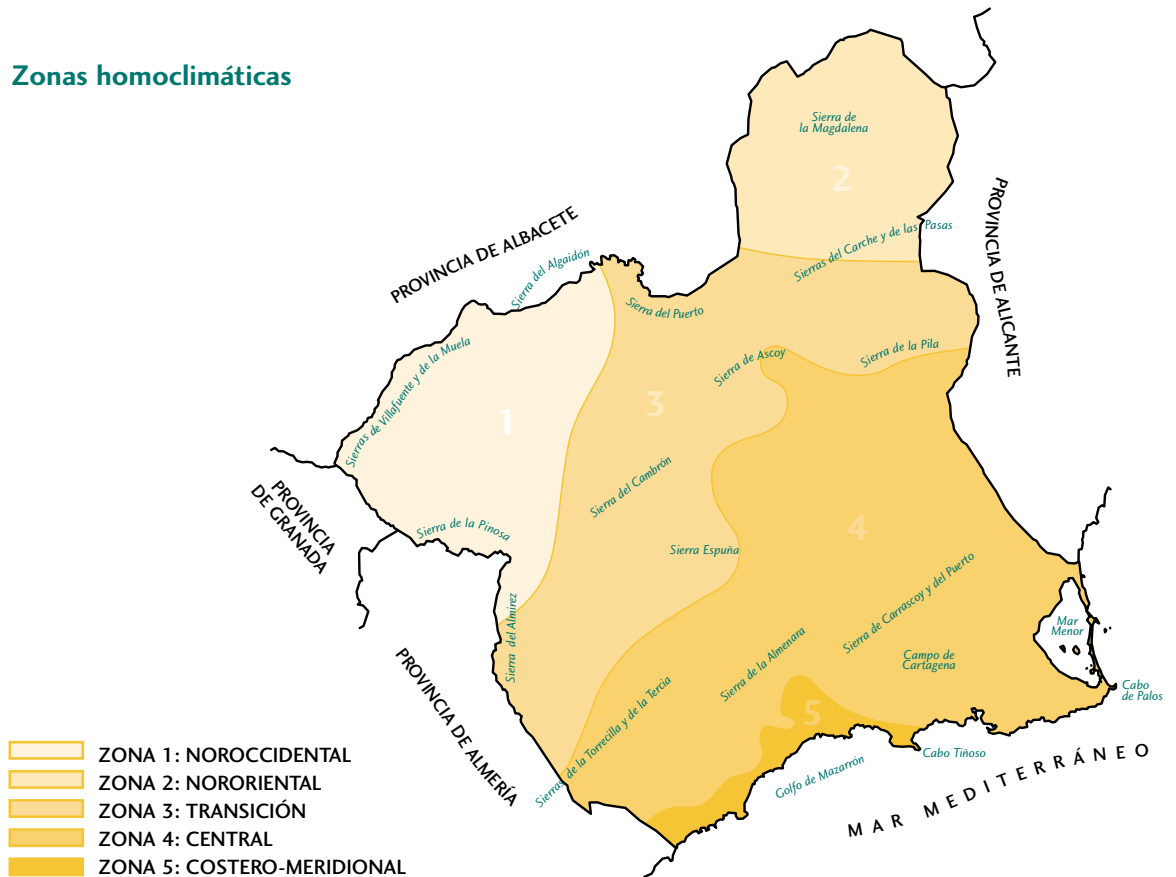 Zonas homoclimáticas
Sierra de
la Magdalena
2
PROVINCIA DE ALBACETE
PROVINCIA DE ALICANTE
Sierras del Carche y de las Pasas
Sierra del Algaidón
Sierra del Puerto
Sierras de Villafuente y de la Muela
Sierra de Ascoy
Sierra de la Pila
1
3
Sierra del Cambrón
PROVINCIA
DE GRANADA
Sierra de la Pinosa
Sierra Espuña
4
Sierra del Almirez
Sierra de Carrascoy y del Puerto
Mar
Menor
Sierra de la Almenara
Campo de
Cartagena
PROVINCIA DE ALMERÍA
Sierras de la Torrecilla y de la Tercia
5
Cabo
de Palos
Cabo Tiñoso
Golfo de Mazarrón
MAR MEDITERRÁNEO
ZONA 1: NOROCCIDENTAL
ZONA 2: NORORIENTAL
ZONA 3: TRANSICIÓN
ZONA 4: CENTRAL
ZONA 5: COSTERO-MERIDIONAL